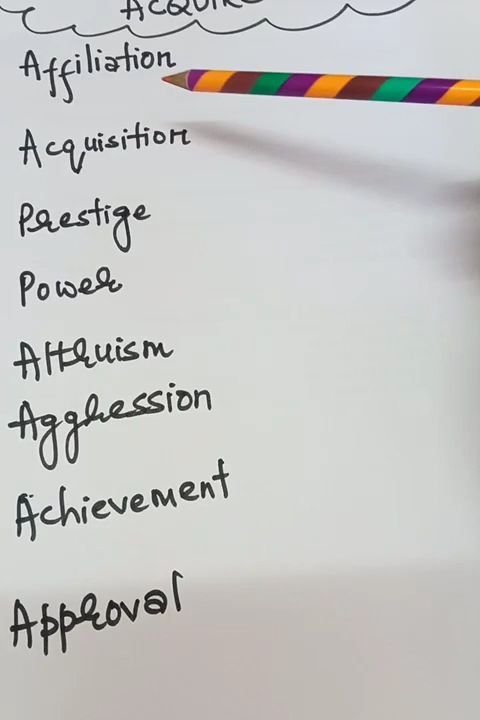 Affiliation
Acquisition
Prestige
Power
Altruism
Aggression
Achievement
Approval